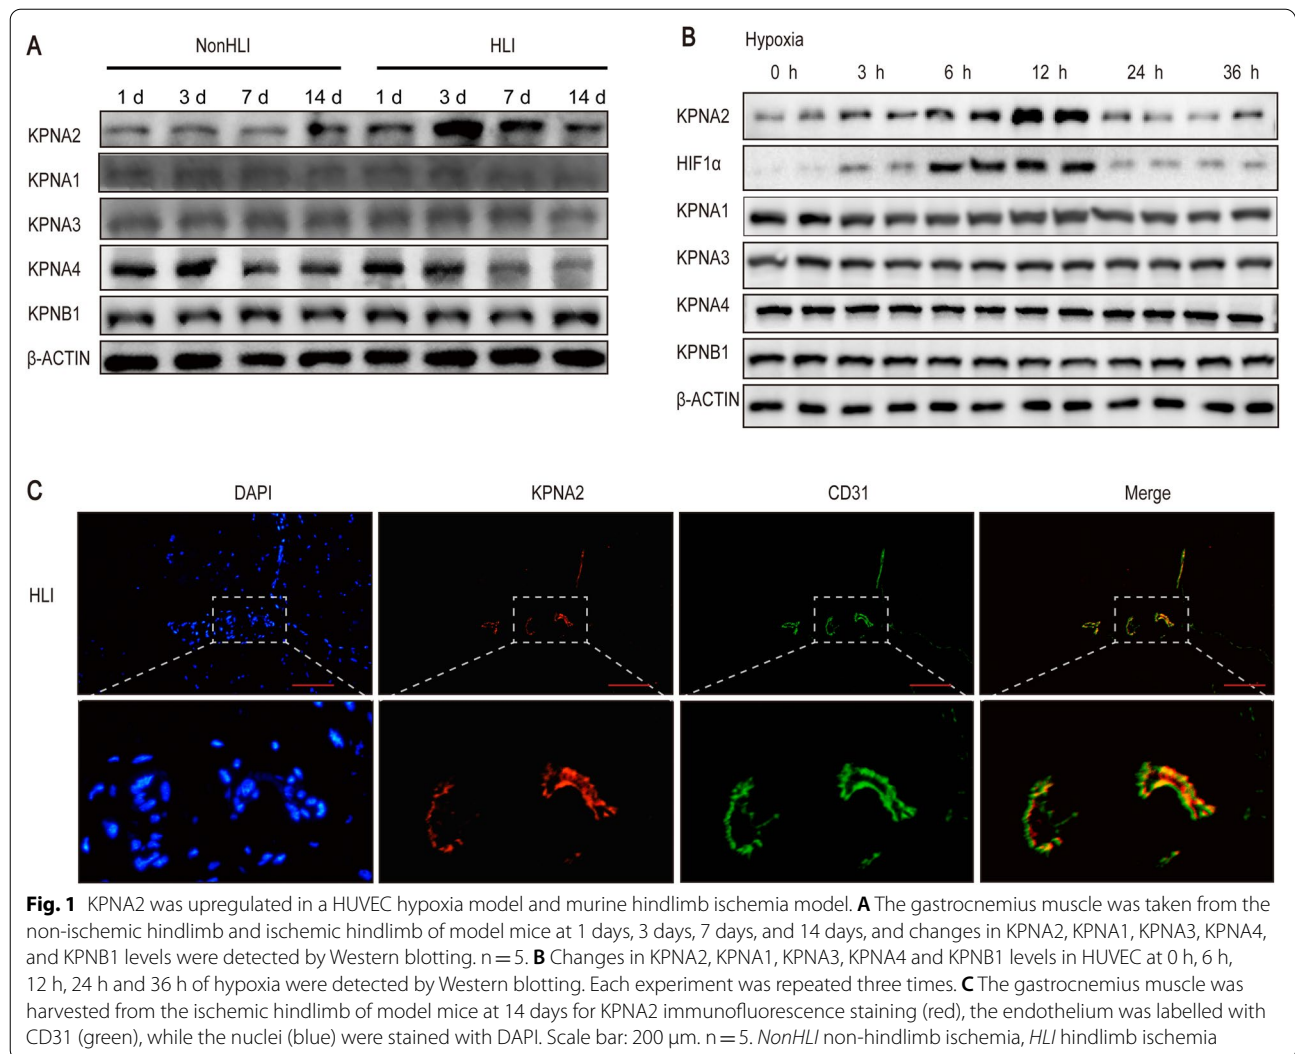 A
NonHLI HLI
1 d 3 d 7 d 14 d 1 d 3 d 7 d 14 d
KPNA2
KPNA1
KPNA3
KPNA4
KPNB1
β-ACTIN
B Hypoxia
0 h 3 h 6 h 12 h 24 h 36 h
KPNA2
HIF1α
KPNA1
KPNA3
KPNA4
KPNB1
β-ACTIN
C
DAPI KPNA2 CD31 Merge
HLI
Fig. 1 KPNA2 was upregulated in a HUVEC hypoxia model and murine hindlimb ischemia model. A The gastrocnemius muscle was taken from the
non-ischemic hindlimb and ischemic hindlimb of model mice at 1 days, 3 days, 7 days, and 14 days, and changes in KPNA2, KPNA1, KPNA3, KPNA4,
and KPNB1 levels were detected by Western blotting. n = 5. B Changes in KPNA2, KPNA1, KPNA3, KPNA4 and KPNB1 levels in HUVEC at 0 h, 6 h,
12 h, 24 h and 36 h of hypoxia were detected by Western blotting. Each experiment was repeated three times. C The gastrocnemius muscle was
harvested from the ischemic hindlimb of model mice at 14 days for KPNA2 immunofluorescence staining (red), the endothelium was labelled with
CD31 (green), while the nuclei (blue) were stained with DAPI. Scale bar: 200 µm. n = 5. NonHLI non-hindlimb ischemia, HLI hindlimb ischemia